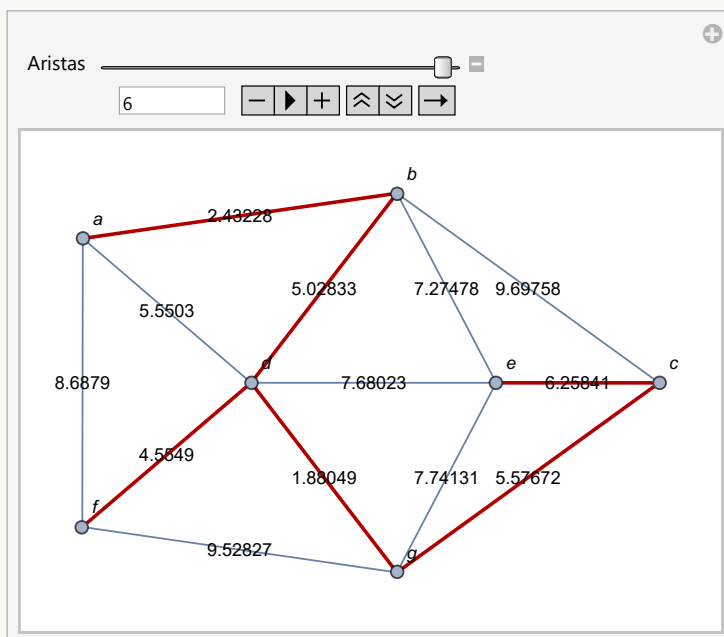 Aristas
6
b
a
2.43228
5.02833
7.27478
9.69758
5.5503
d
e
c
8.6879
7.68023
6.25841
4.5549
1.88049
7.74131
5.57672
f
9.52827
g